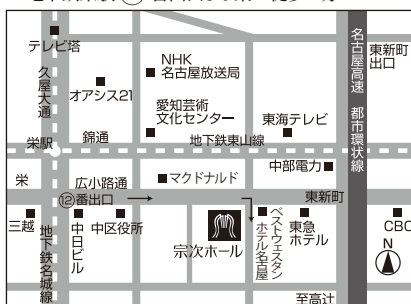 テレビ塔
久屋大通
オアシス21
NHK
名古屋放送局
愛知芸術
文化センター
東海テレビ
名古屋高速 都市環状線
東新町
出口
栄駅
錦通
地下鉄東山線
中部電力
栄
広小路通
マクドナルド
⑫番出口
東新町
三越
地下鉄名城線
中日ビル
中区役所
宗次ホール
ベストウェスタン
ホテル名古屋
東急
ホテル
CBC
N
至高辻